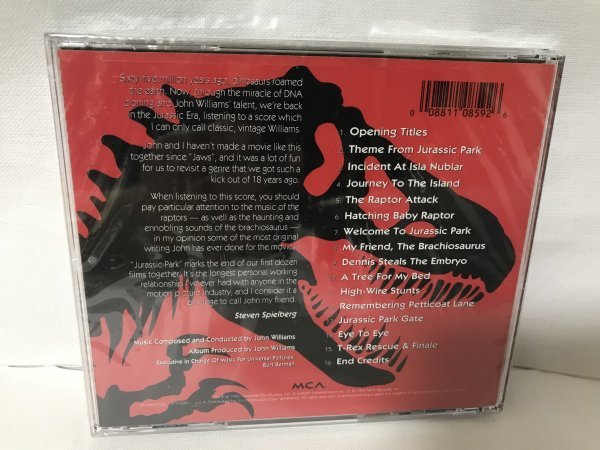 Sixty-five million years ago, dinosaurs roamed
the earth. Now, through the miracle of DNA
cloning and John Williams' talent, we're back
in the Jurassic Era, listening to a score which
I can only call classic, vintage Williams.
John and I haven't made a movie like this
together since "Jaws", and it was a lot of fun
for us to revisit a genre that we got such a
kick out of 18 years ago.
When listening to this score, you should
pay particular attention to the music of the
raptors — as well as the haunting and
ennobling sounds of the brachiosaurus —
in my opinion some of the most original
writing John has ever done for the movies.
"Jurassic Park" marks the end of our first dozen
films together. It's the longest personal working
relationship I've ever had with anyone in the
motion picture industry, and I consider it a
privilege to call John my friend.
Steven Spielberg
Music Composed and Conducted by John Williams
Album Produced by John Williams
Executive in Charge Of Music For Universal Pictures:
Burt Berman
0 08811 08592 6
1. Opening Titles
2. Theme From Jurassic Park
3. Incident At Isla Nublar
4. Journey To The Island
5. The Raptor Attack
6. Hatching Baby Raptor
7. Welcome To Jurassic Park
8. My Friend, The Brachiosaurus
9. Dennis Steals The Embryo
10. A Tree For My Bed
11. High-Wire Stunts
12. Remembering Petticoat Lane
13. Jurassic Park Gate
14. Eye To Eye
15. T-Rex Rescue & Finale
16. End Credits
MCA